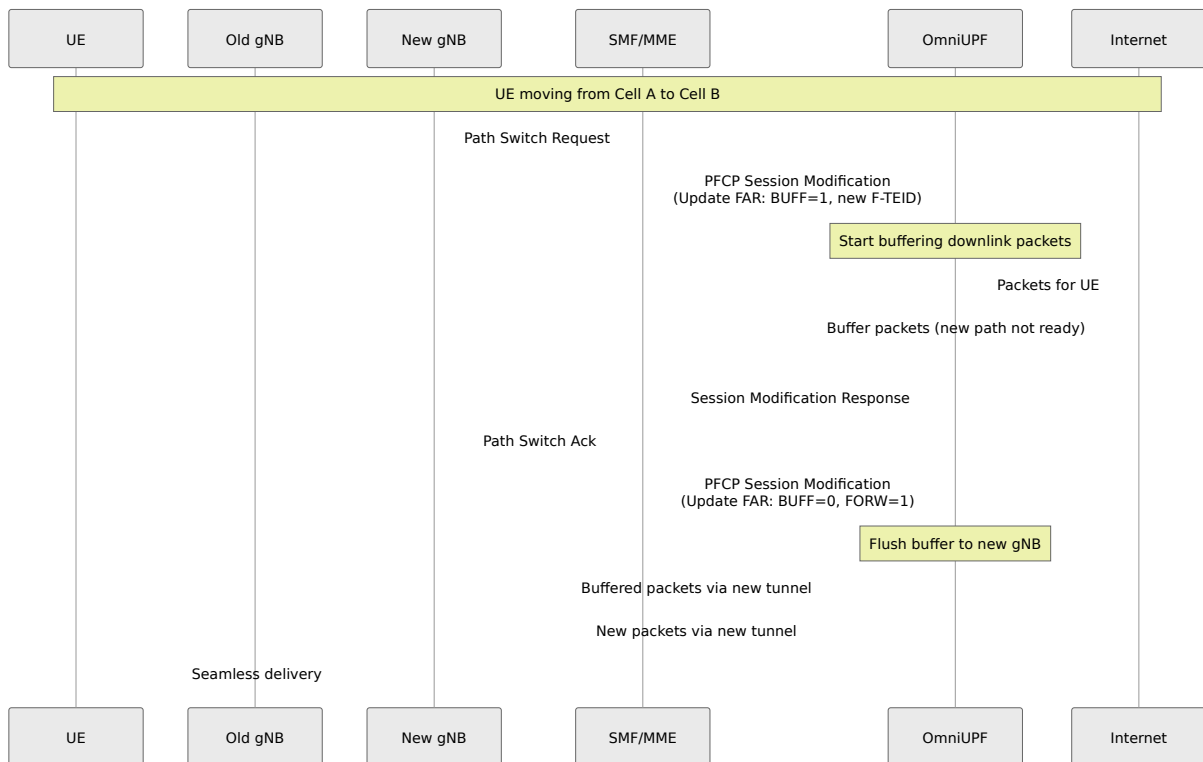 UE
Old gNB
New gNB
SMF/MME
OmniUPF
Internet
UE moving from Cell A to Cell B
Path Switch Request
PFCP Session Modification
(Update FAR: BUFF=1, new F-TEID)
Start buffering downlink packets
Packets for UE
Buffer packets (new path not ready)
Session Modification Response
Path Switch Ack
PFCP Session Modification
(Update FAR: BUFF=0, FORW=1)
Flush buffer to new gNB
Buffered packets via new tunnel
New packets via new tunnel
Seamless delivery
UE
Old gNB
New gNB
SMF/MME
OmniUPF
Internet